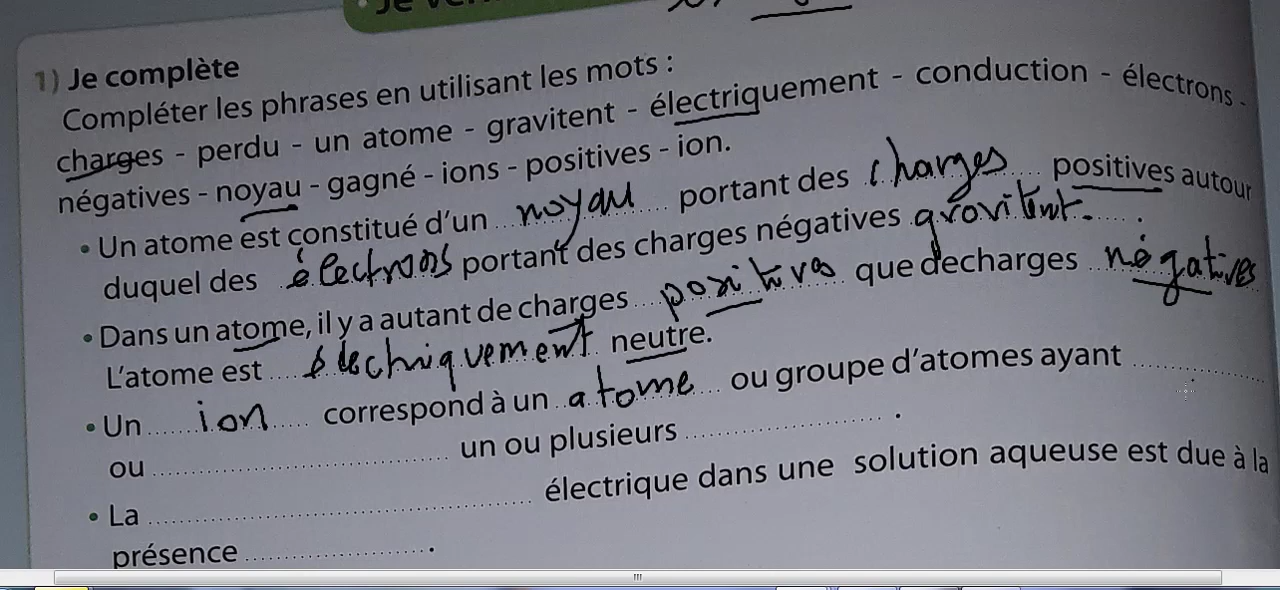 Je ver
1) Je complète
Compléter les phrases en utilisant les mots :
charges - perdu - un atome - gravitent - électriquement - conduction - électrons -
négatives - noyau - gagné - ions - positives - ion.
• Un atome est constitué d'un ... noyau ... portant des charges ... positives autour
duquel des électrons portant des charges négatives gravitent. ....... .
• Dans un atome, il y a autant de charges ... positives ... que decharges ... négatives
L'atome est .... électriquement .. neutre.
• Un ..... ion ..... correspond à un .. atome ... ou groupe d'atomes ayant ....................
ou ........................................... un ou plusieurs ............................ .
• La ....................................................... électrique dans une solution aqueuse est due à la
présence .......................... .